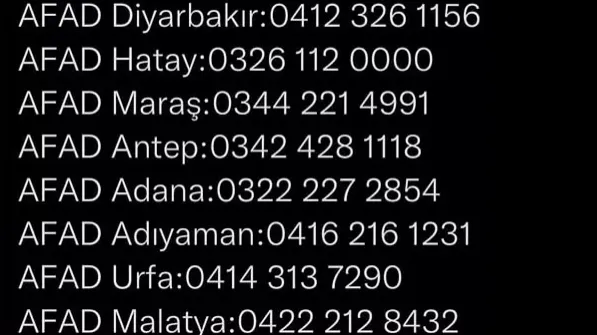 AFAD Diyarbakır:0412 326 1156
AFAD Hatay:0326 112 0000
AFAD Maraş:0344 221 4991
AFAD Antep:0342 428 1118
AFAD Adana:0322 227 2854
AFAD Adıyaman:0416 216 1231
AFAD Urfa:0414 313 7290
AFAD Malatya:0422 212 8432